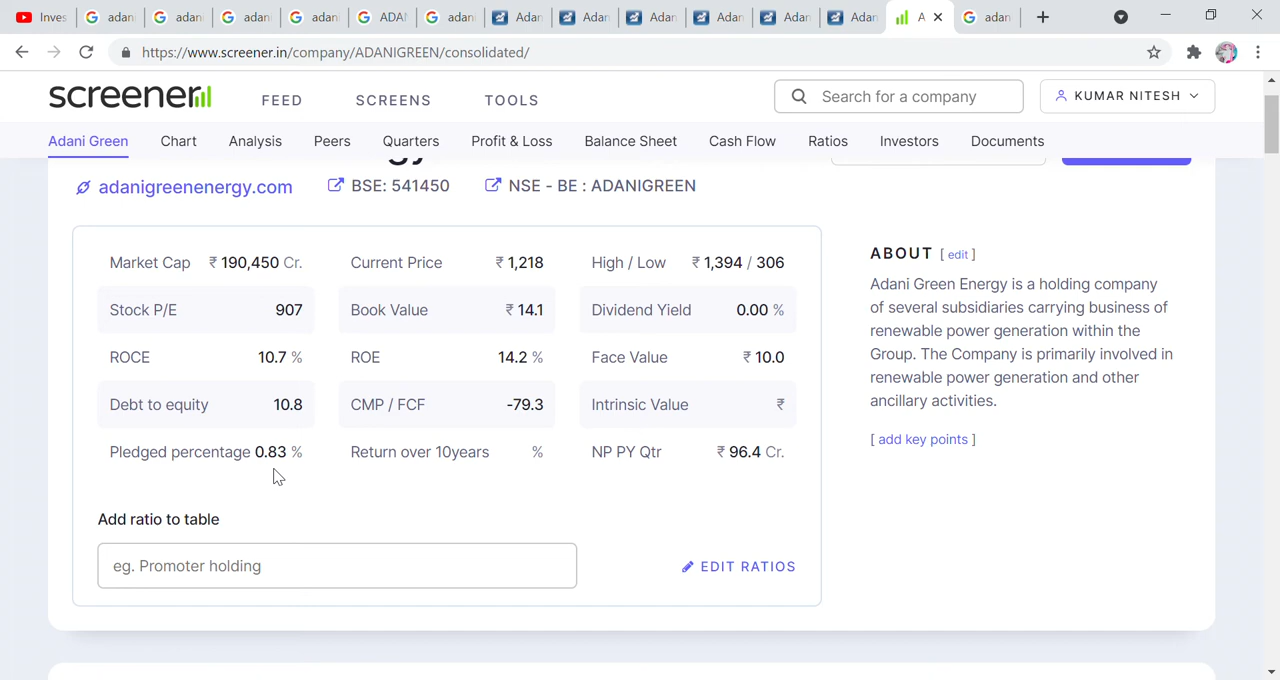 Inves adani adani adani adani ADAN adani Adan Adan Adan Adan Adan Adan A adan
https://www.screener.in/company/ADANIGREEN/consolidated/
screener FEED SCREENS TOOLS Search for a company KUMAR NITESH
Adani Green Chart Analysis Peers Quarters Profit & Loss Balance Sheet Cash Flow Ratios Investors Documents
adanigreenenergy.com BSE: 541450 NSE - BE : ADANIGREEN
Market Cap ₹ 190,450 Cr. Current Price ₹ 1,218 High / Low ₹ 1,394 / 306
Stock P/E 907 Book Value ₹ 14.1 Dividend Yield 0.00 %
ROCE 10.7 % ROE 14.2 % Face Value ₹ 10.0
Debt to equity 10.8 CMP / FCF -79.3 Intrinsic Value ₹
Pledged percentage 0.83 % Return over 10years % NP PY Qtr ₹ 96.4 Cr.
Add ratio to table
eg. Promoter holding EDIT RATIOS
ABOUT [ edit ]
Adani Green Energy is a holding company
of several subsidiaries carrying business of
renewable power generation within the
Group. The Company is primarily involved in
renewable power generation and other
ancillary activities.
[ add key points ]